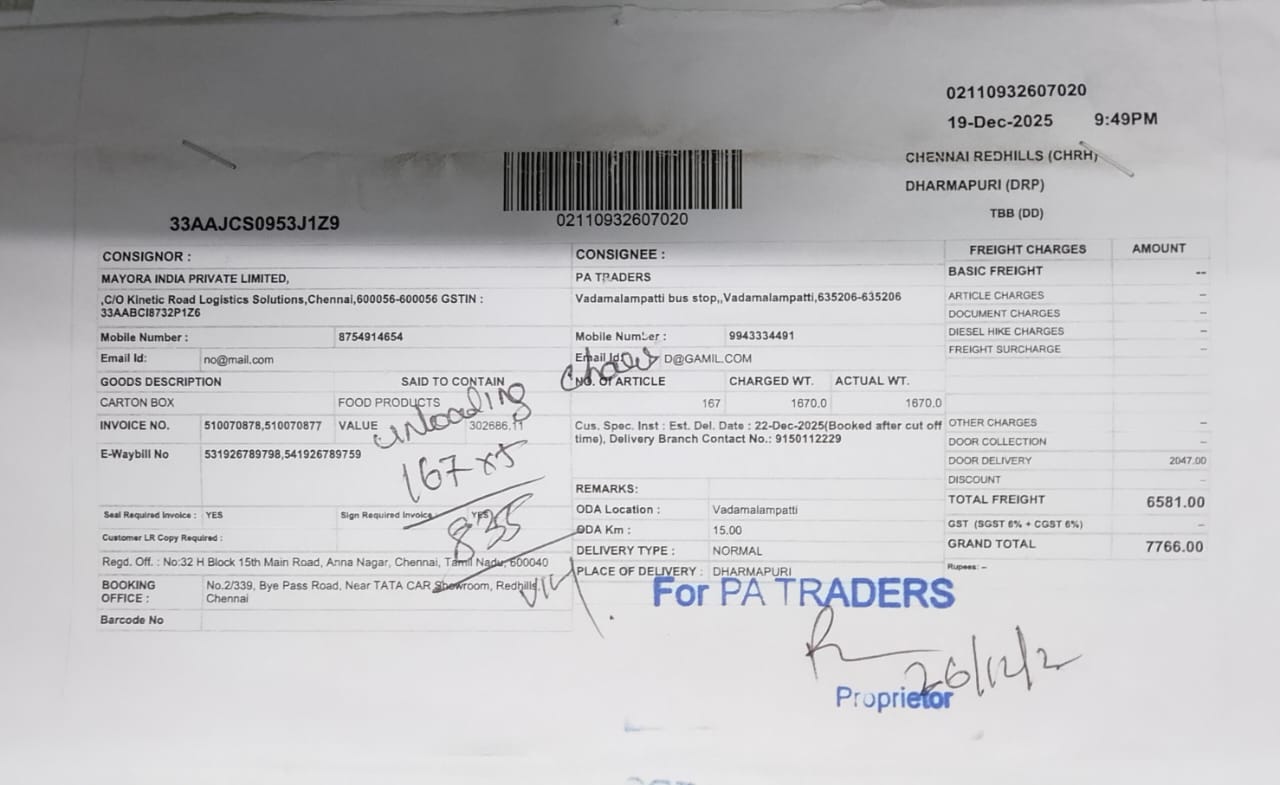 02110932607020
19-Dec-2025 9:49PM
CHENNAI REDHILLS (CHRH)
DHARMAPURI (DRP)
TBB (DD)
33AAJCS0953J1Z9
02110932607020
CONSIGNOR :
MAYORA INDIA PRIVATE LIMITED,
,C/O Kinetic Road Logistics Solutions,Chennai,600056-600056 GSTIN :
33AABCI8732P1Z6
Mobile Number : 8754914654
Email Id: no@mail.com
GOODS DESCRIPTION SAID TO CONTAIN
CARTON BOX FOOD PRODUCTS
INVOICE NO. 510070878,510070877 VALUE 302686.11
E-Waybill No 531926789798,541926789759
Seal Required Invoice : YES Sign Required Invoice : YES
Customer LR Copy Required :
Regd. Off. : No:32 H Block 15th Main Road, Anna Nagar, Chennai, Tamil Nadu, 600040
BOOKING OFFICE : No.2/339, Bye Pass Road, Near TATA CAR Showroom, Redhills,
Chennai
Barcode No
CONSIGNEE :
PA TRADERS
Vadamalampatti bus stop,,Vadamalampatti,635206-635206
Mobile Number : 9943334491
Email Id: D@GAMIL.COM
NO. Of ARTICLE CHARGED WT. ACTUAL WT.
167 1670.0 1670.0
Cus. Spec. Inst : Est. Del. Date : 22-Dec-2025(Booked after cut off
time), Delivery Branch Contact No.: 9150112229
REMARKS:
ODA Location : Vadamalampatti
ODA Km : 15.00
DELIVERY TYPE : NORMAL
PLACE OF DELIVERY : DHARMAPURI
FREIGHT CHARGES AMOUNT
BASIC FREIGHT --
ARTICLE CHARGES –
DOCUMENT CHARGES –
DIESEL HIKE CHARGES –
FREIGHT SURCHARGE –
OTHER CHARGES –
DOOR COLLECTION –
DOOR DELIVERY 2047.00
DISCOUNT –
TOTAL FREIGHT 6581.00
GST (SGST 6% + CGST 6%) –
GRAND TOTAL 7766.00
Rupees: –
unloading
167 x5
835
For PA TRADERS
26/12/2
Proprietor